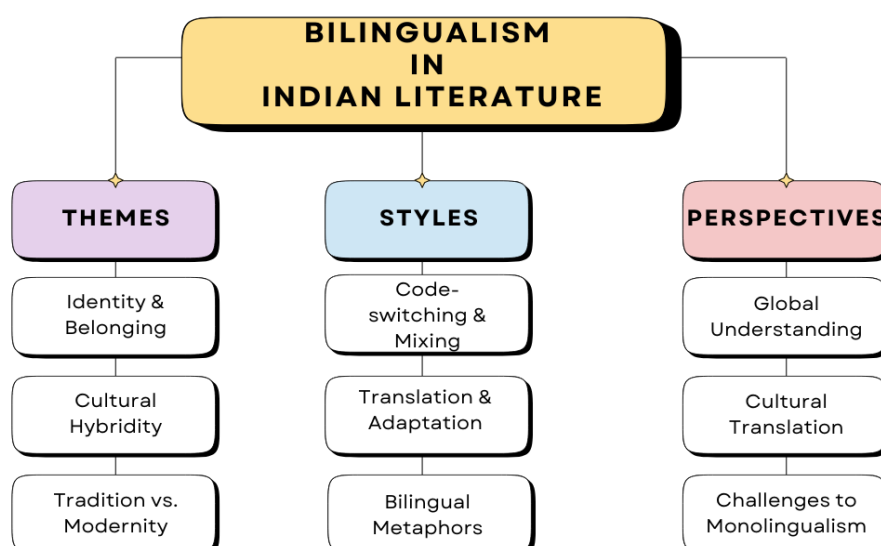 BILINGUALISM
IN
INDIAN LITERATURE
THEMES
STYLES
PERSPECTIVES
Identity &
Belonging
Code-
switching &
Mixing
Global
Understanding
Cultural
Hybridity
Translation &
Adaptation
Cultural
Translation
Tradition vs.
Modernity
Bilingual
Metaphors
Challenges to
Monolingualism